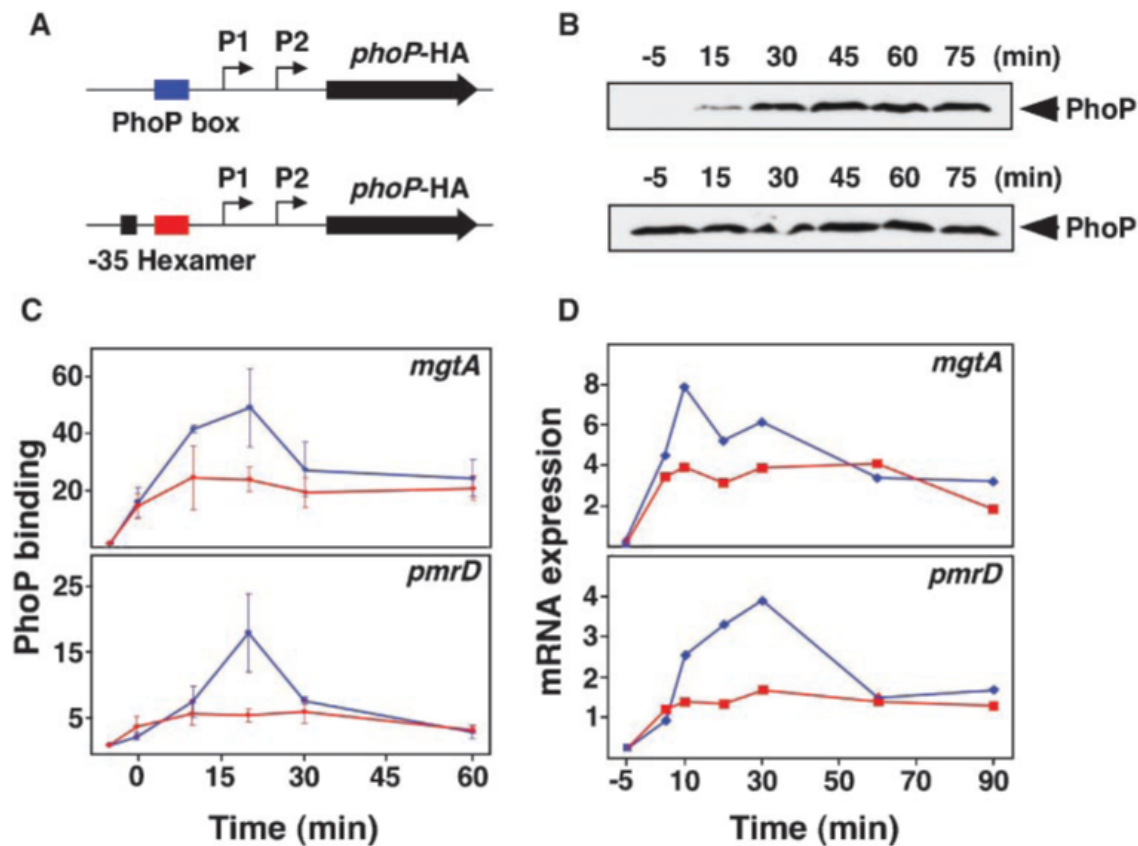 A
P1 P2 phoP-HA
PhoP box
P1 P2 phoP-HA
-35 Hexamer
B
-5 15 30 45 60 75 (min)
PhoP
-5 15 30 45 60 75 (min)
PhoP
C
mgtA
60
40
20
pmrD
25
15
5
PhoP binding
0 15 30 45 60
Time (min)
D
mgtA
8
6
4
2
pmrD
4
3
2
1
mRNA expression
-5 10 30 50 70 90
Time (min)